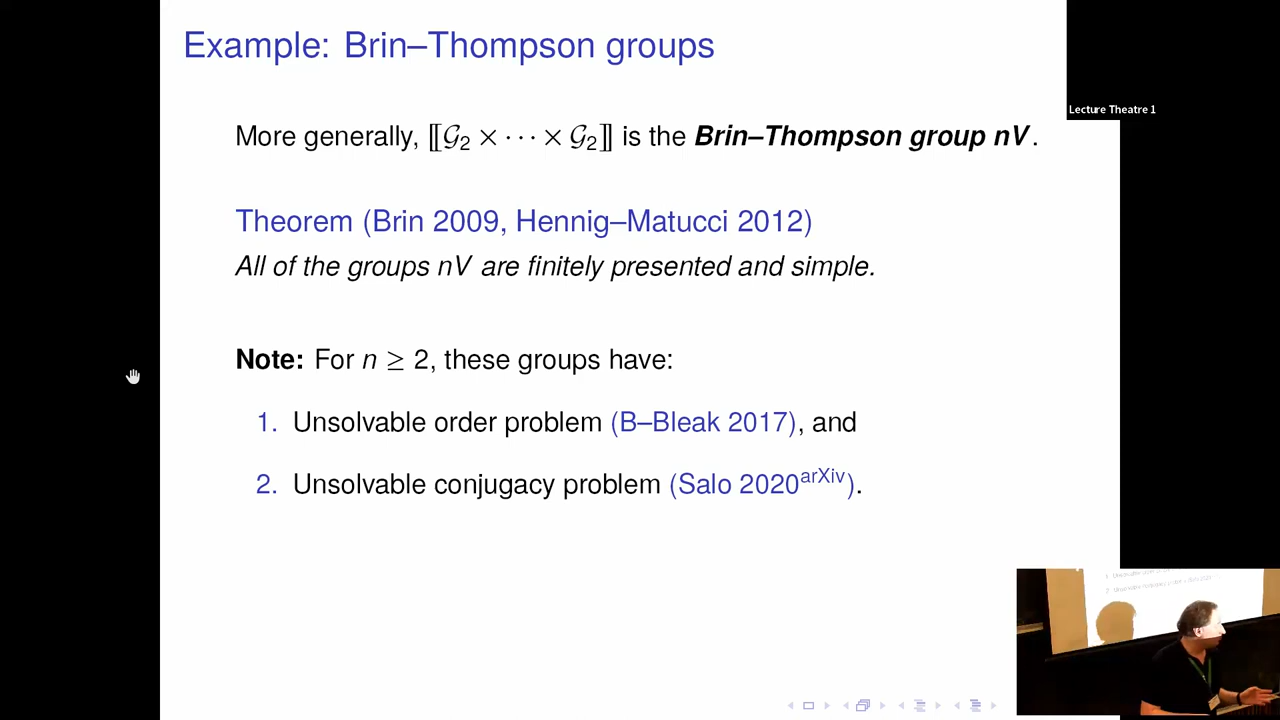 Example: Brin–Thompson groups
Lecture Theatre 1
More generally, ⟦𝒢₂ × ··· × 𝒢₂⟧ is the Brin–Thompson group nV.
Theorem (Brin 2009, Hennig–Matucci 2012)
All of the groups nV are finitely presented and simple.
Note: For n ≥ 2, these groups have:
1. Unsolvable order problem (B–Bleak 2017), and
2. Unsolvable conjugacy problem (Salo 2020^arXiv).